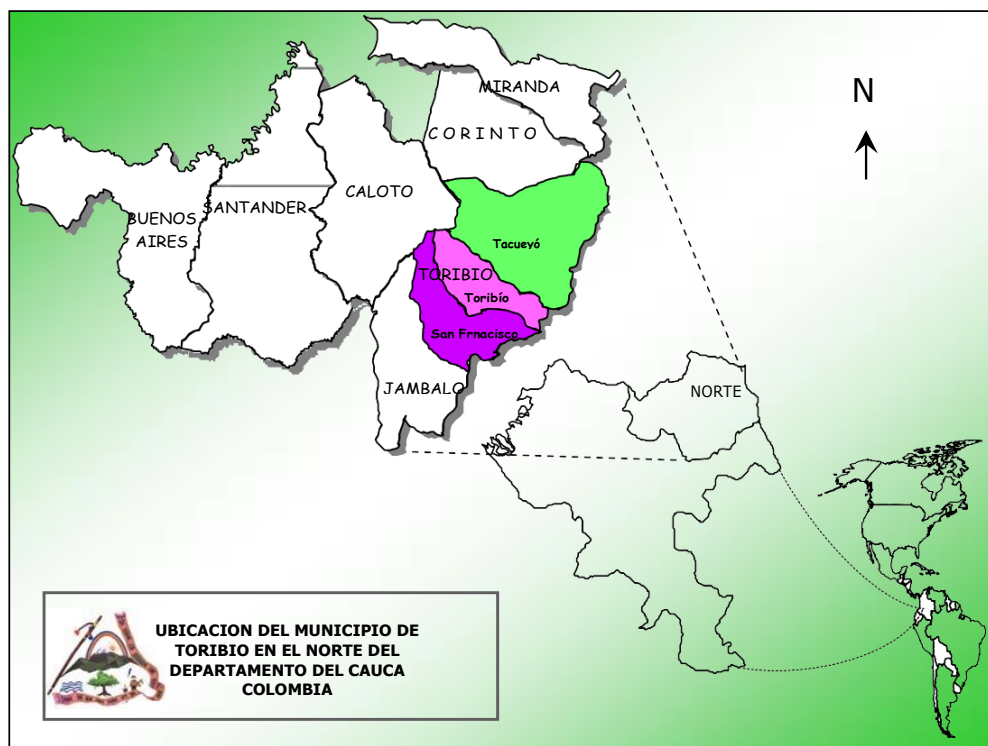 MIRANDA
N
CORINTO
CALOTO
SANTANDER
BUENOS
AIRES
Tacueyó
TORIBIO
Toribío
San Frnacisco
JAMBALO
NORTE
UBICACION DEL MUNICIPIO DE
TORIBIO EN EL NORTE DEL
DEPARTAMENTO DEL CAUCA
COLOMBIA